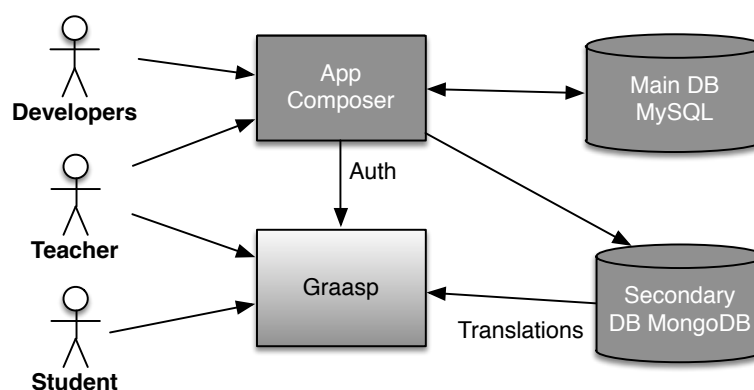 Developers
App
Composer
Main DB
MySQL
Auth
Teacher
Graasp
Secondary
DB MongoDB
Translations
Student